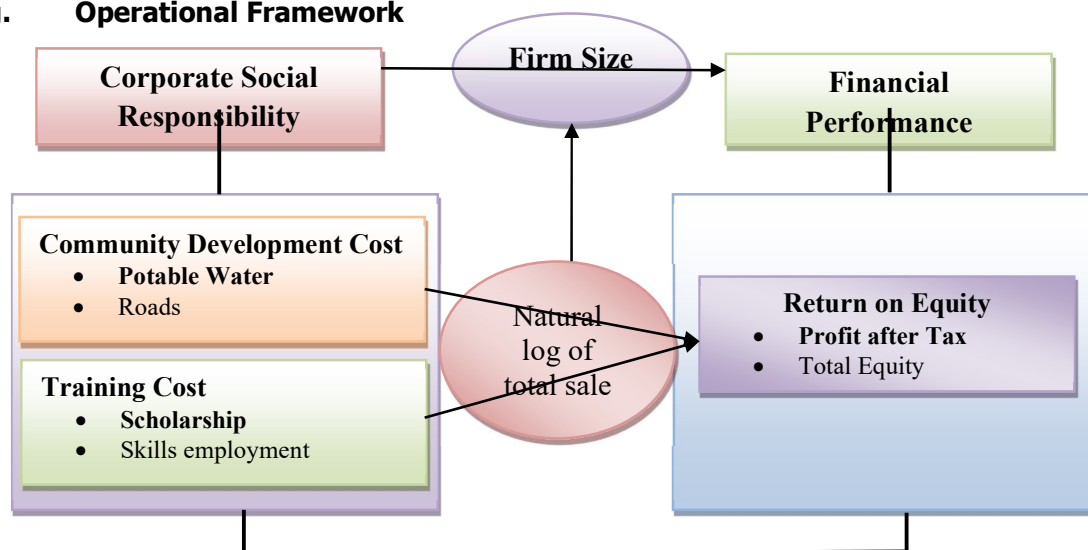 Operational Framework
Corporate Social
Responsibility
Firm Size
Financial
Performance
Community Development Cost
• Potable Water
• Roads
Training Cost
• Scholarship
• Skills employment
Natural
log of
total sale
Return on Equity
• Profit after Tax
• Total Equity